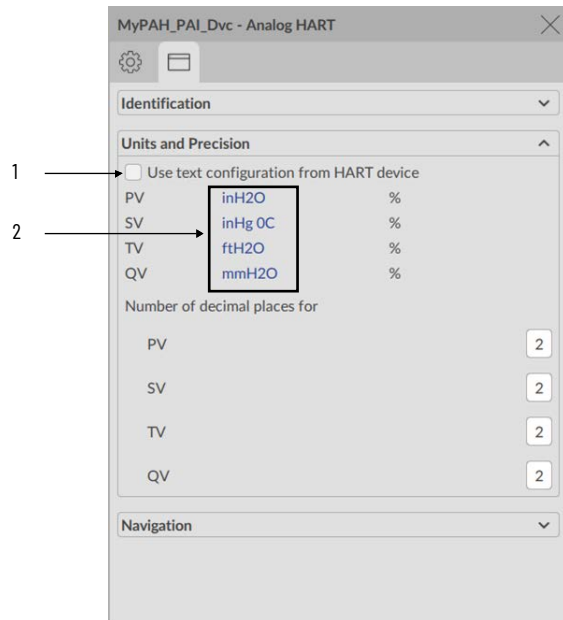 MyPAH_PAI_Dvc - Analog HART
Identification
Units and Precision
1
Use text configuration from HART device
PV inH2O %
2
SV inHg 0C %
TV ftH2O %
QV mmH2O %
Number of decimal places for
PV 2
SV 2
TV 2
QV 2
Navigation